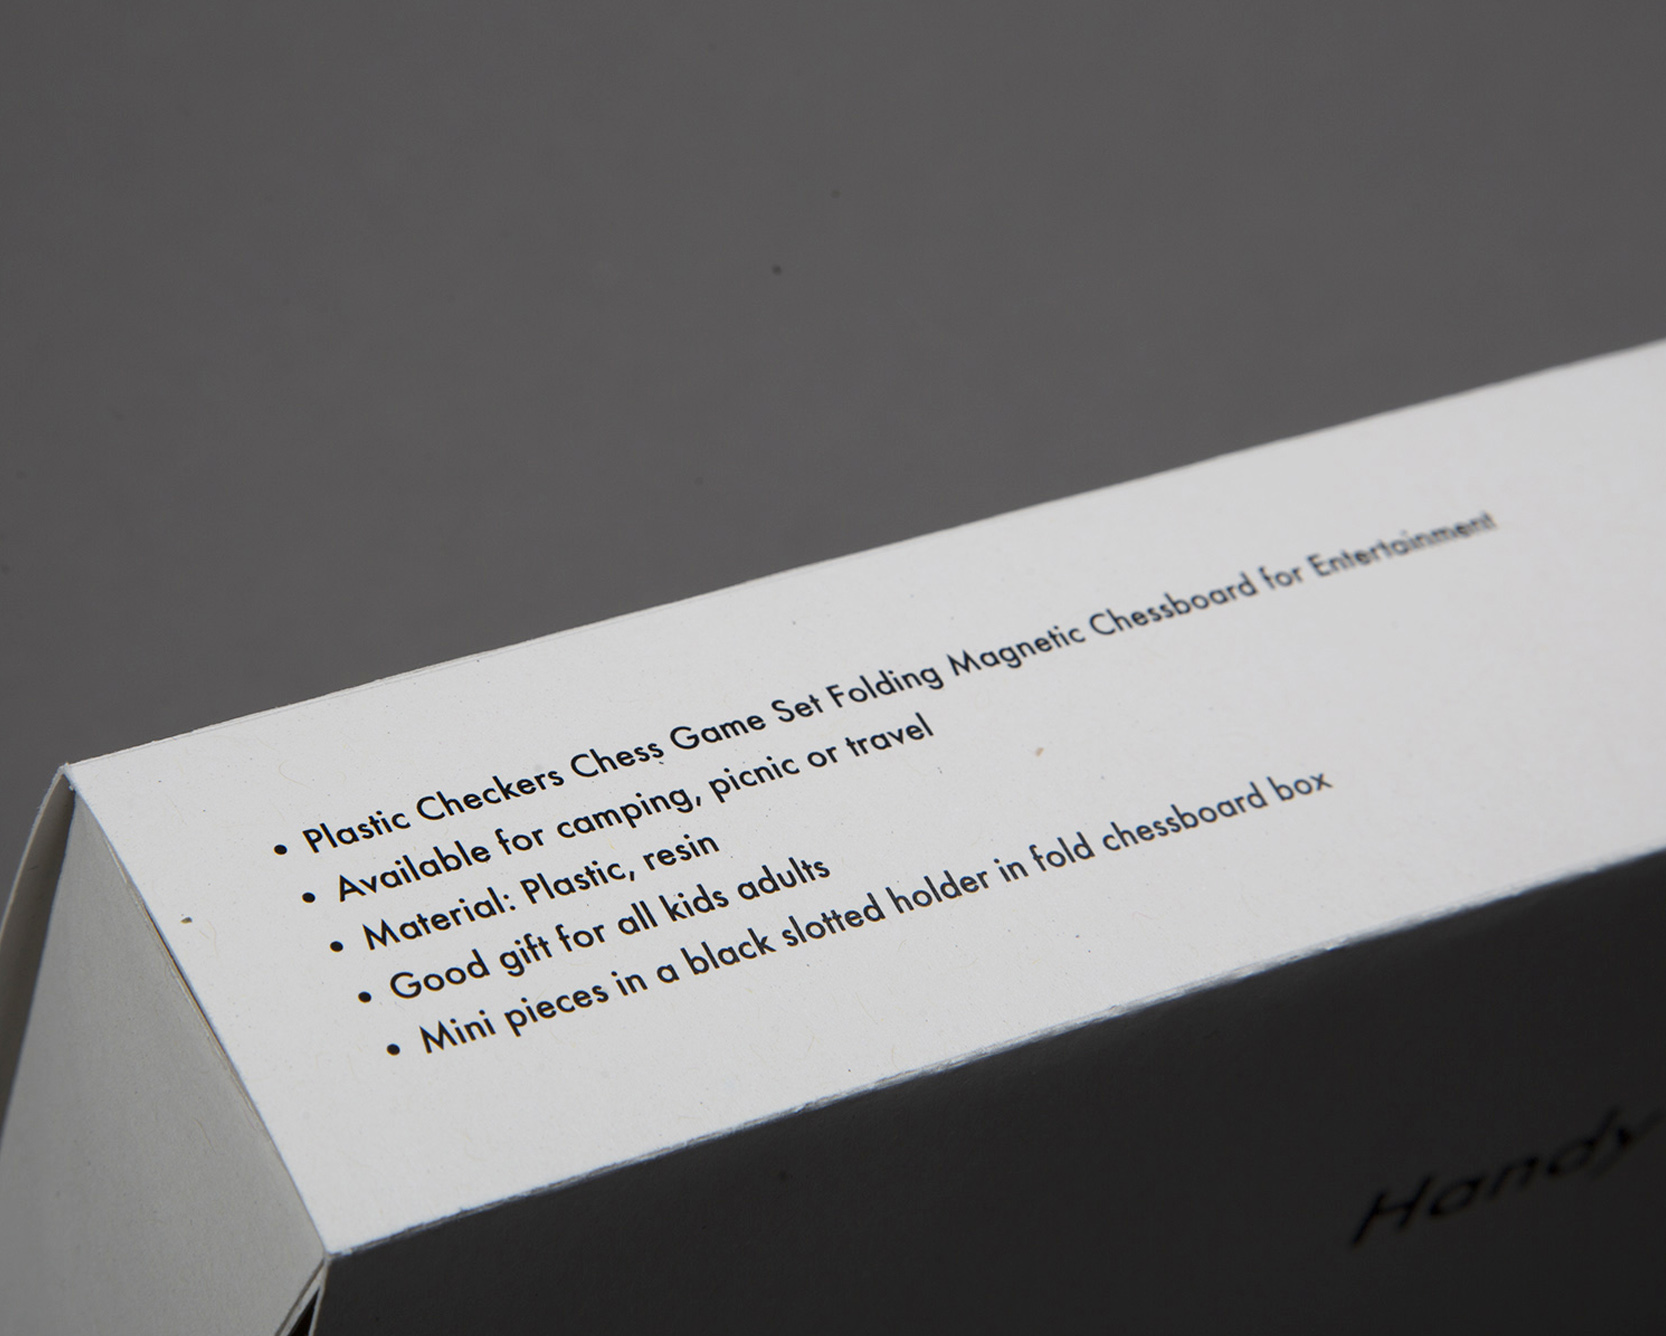 • Plastic Checkers Chess Game Set Folding Magnetic Chessboard for Entertainment
• Available for camping, picnic or travel
• Material: Plastic, resin
• Good gift for all kids adults
• Mini pieces in a black slotted holder in fold chessboard box
Handy